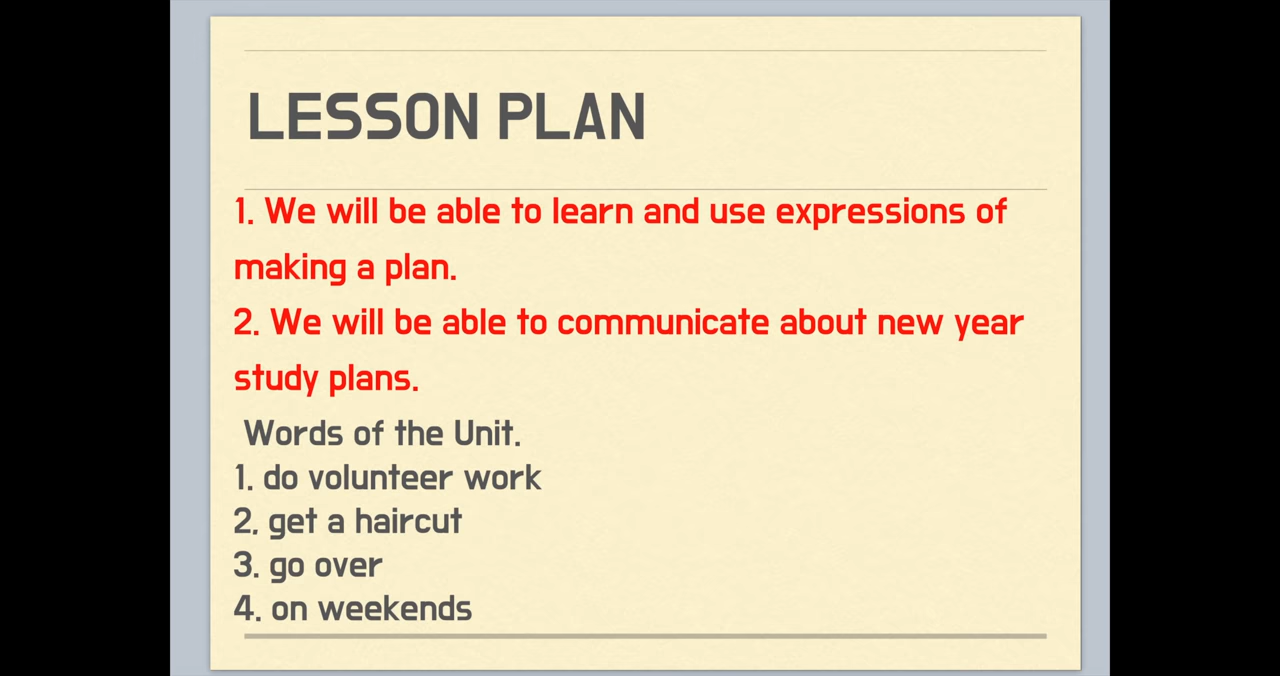 LESSON PLAN
1. We will be able to learn and use expressions of
making a plan.
2. We will be able to communicate about new year
study plans.
Words of the Unit.
1. do volunteer work
2, get a haircut
3. go over
4. on weekends